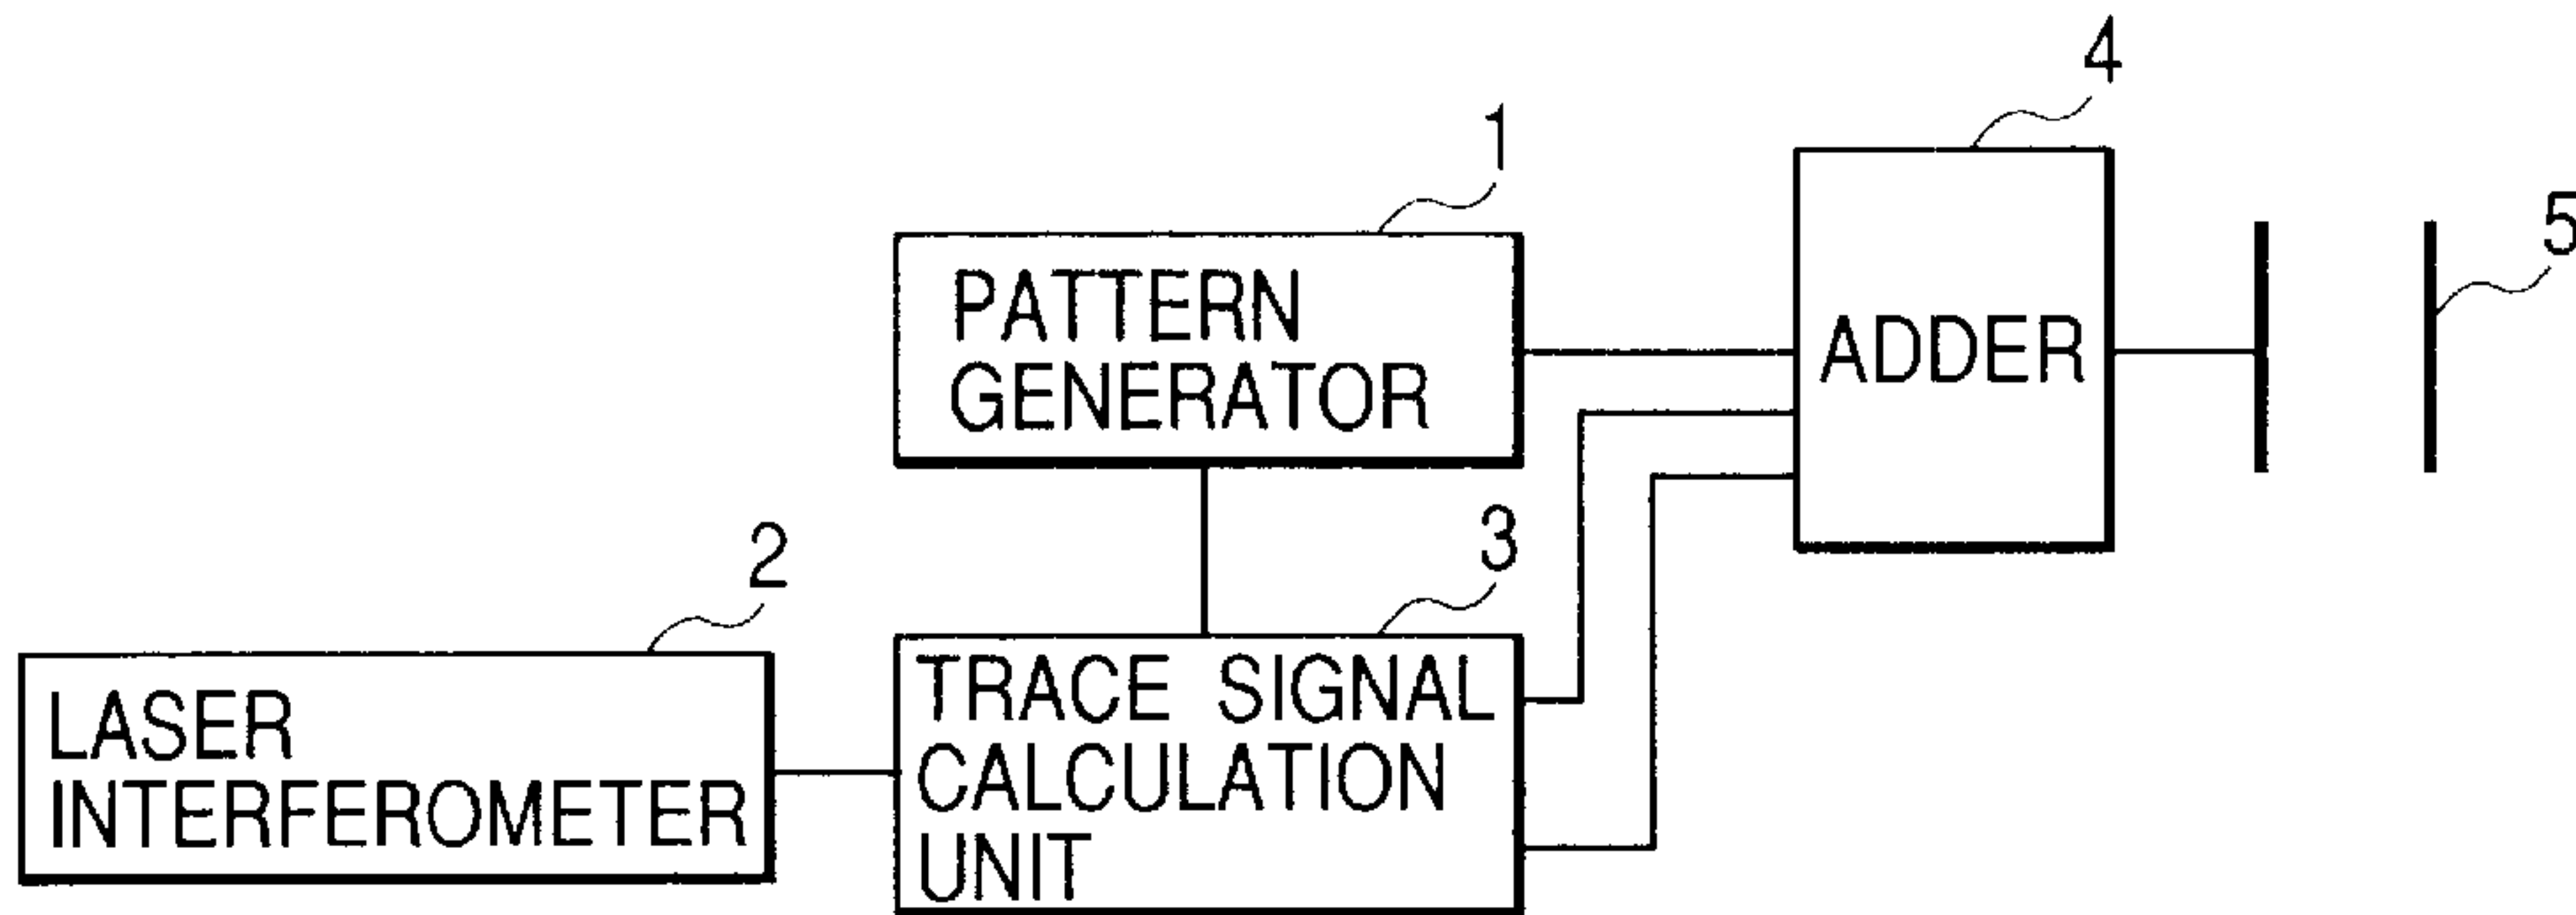 4
1
5
PATTERN
GENERATOR
ADDER
2
3
LASER
INTERFEROMETER
TRACE SIGNAL
CALCULATION
UNIT